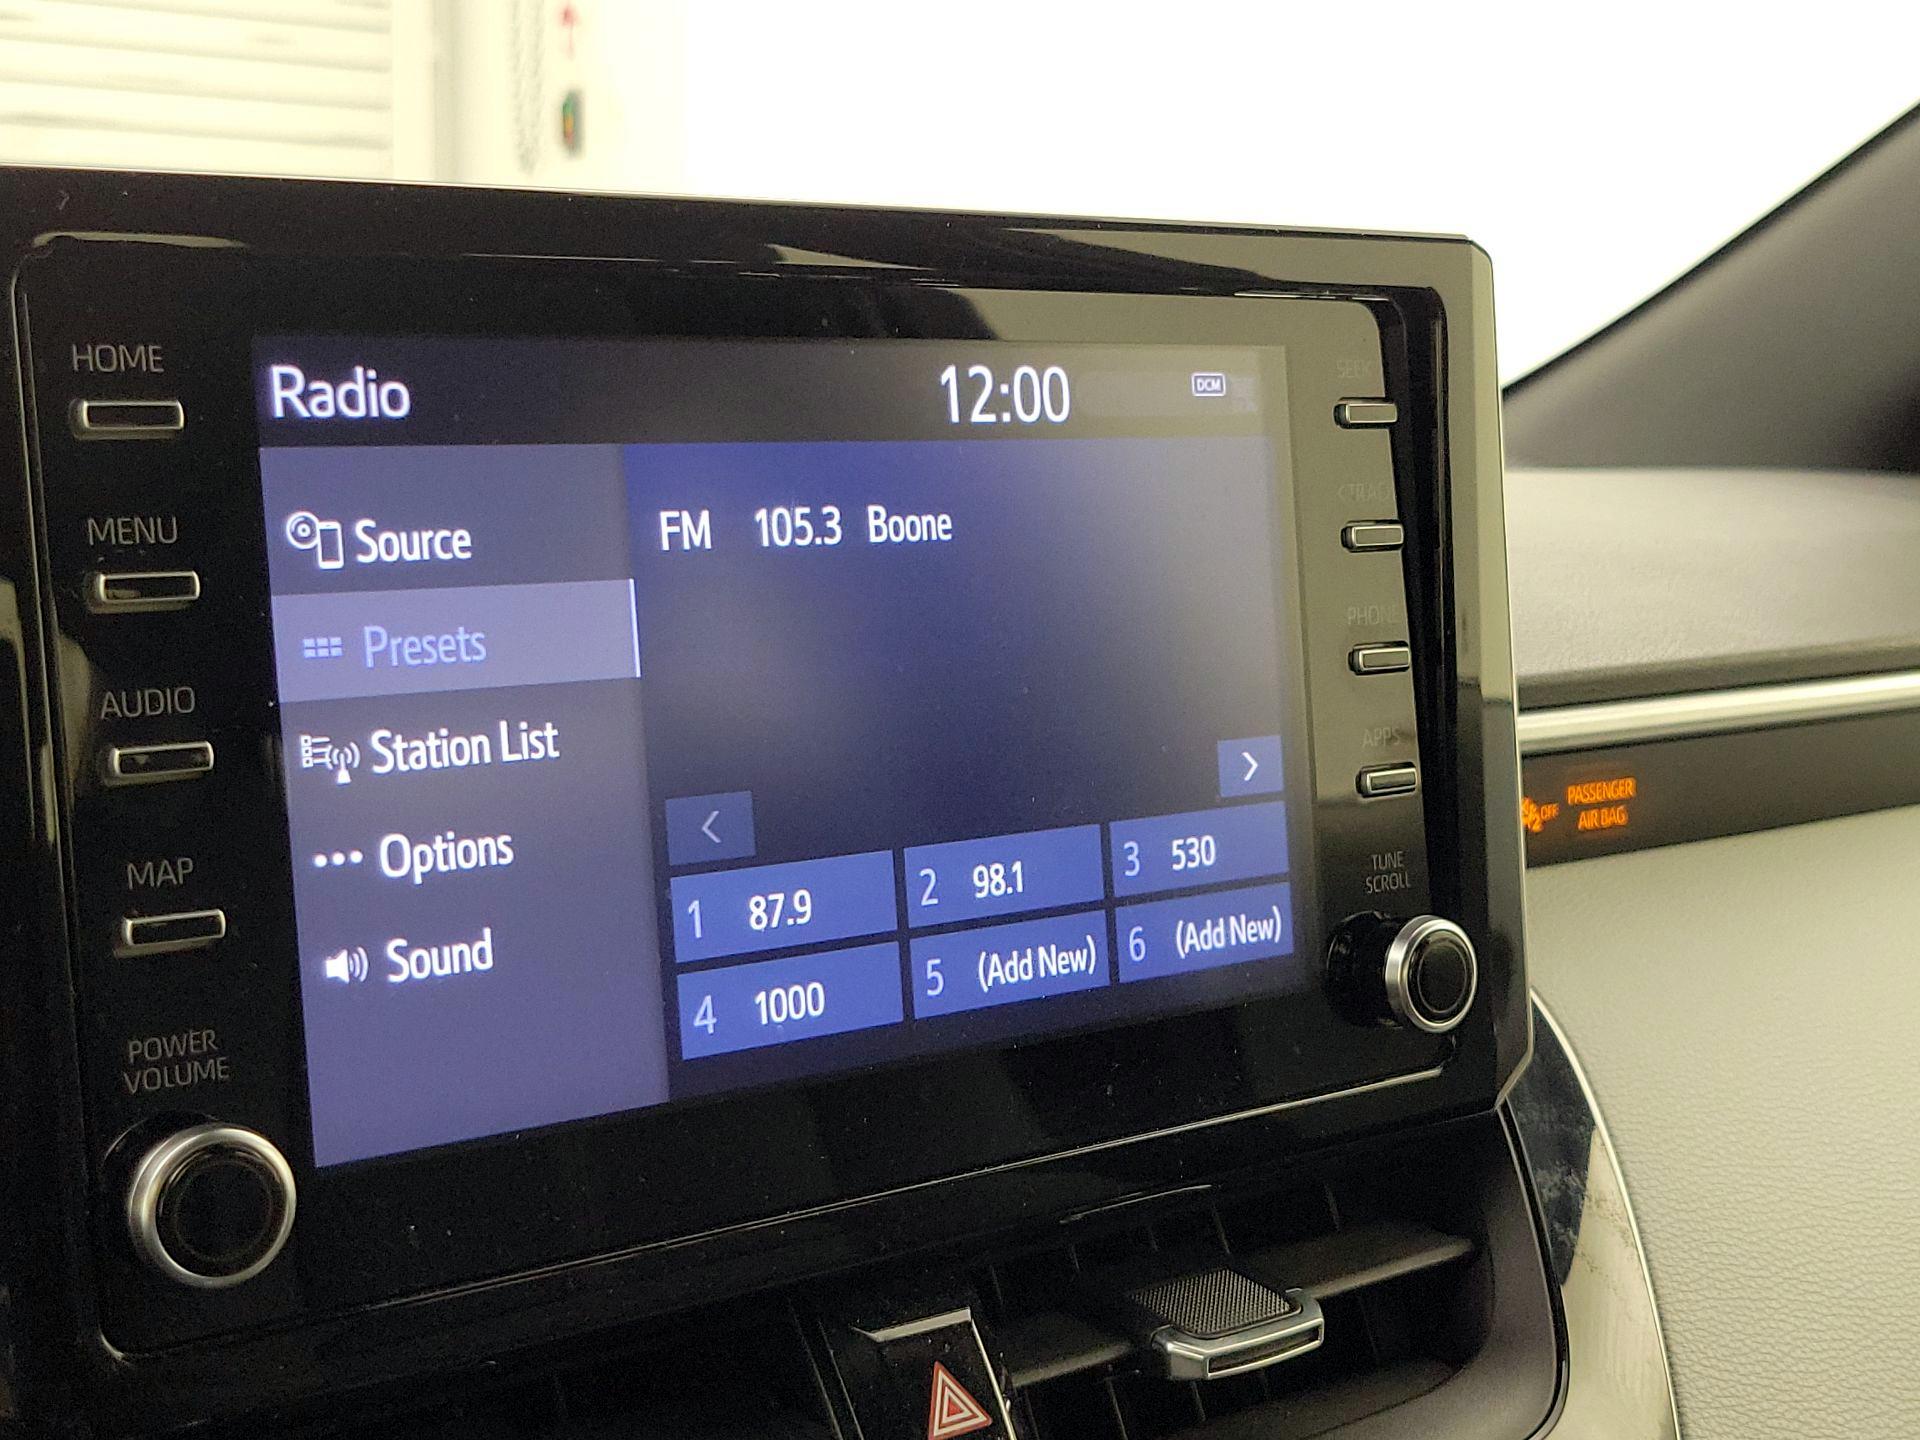 HOME
MENU
AUDIO
MAP
POWER
VOLUME
Radio
12:00
DCM
Source
Presets
Station List
Options
Sound
FM 105.3 Boone
<
>
1 87.9
2 98.1
3 530
4 1000
5 (Add New)
6 (Add New)
PHONE
APPS
TUNE
SCROLL
OFF
PASSENGER
AIR BAG